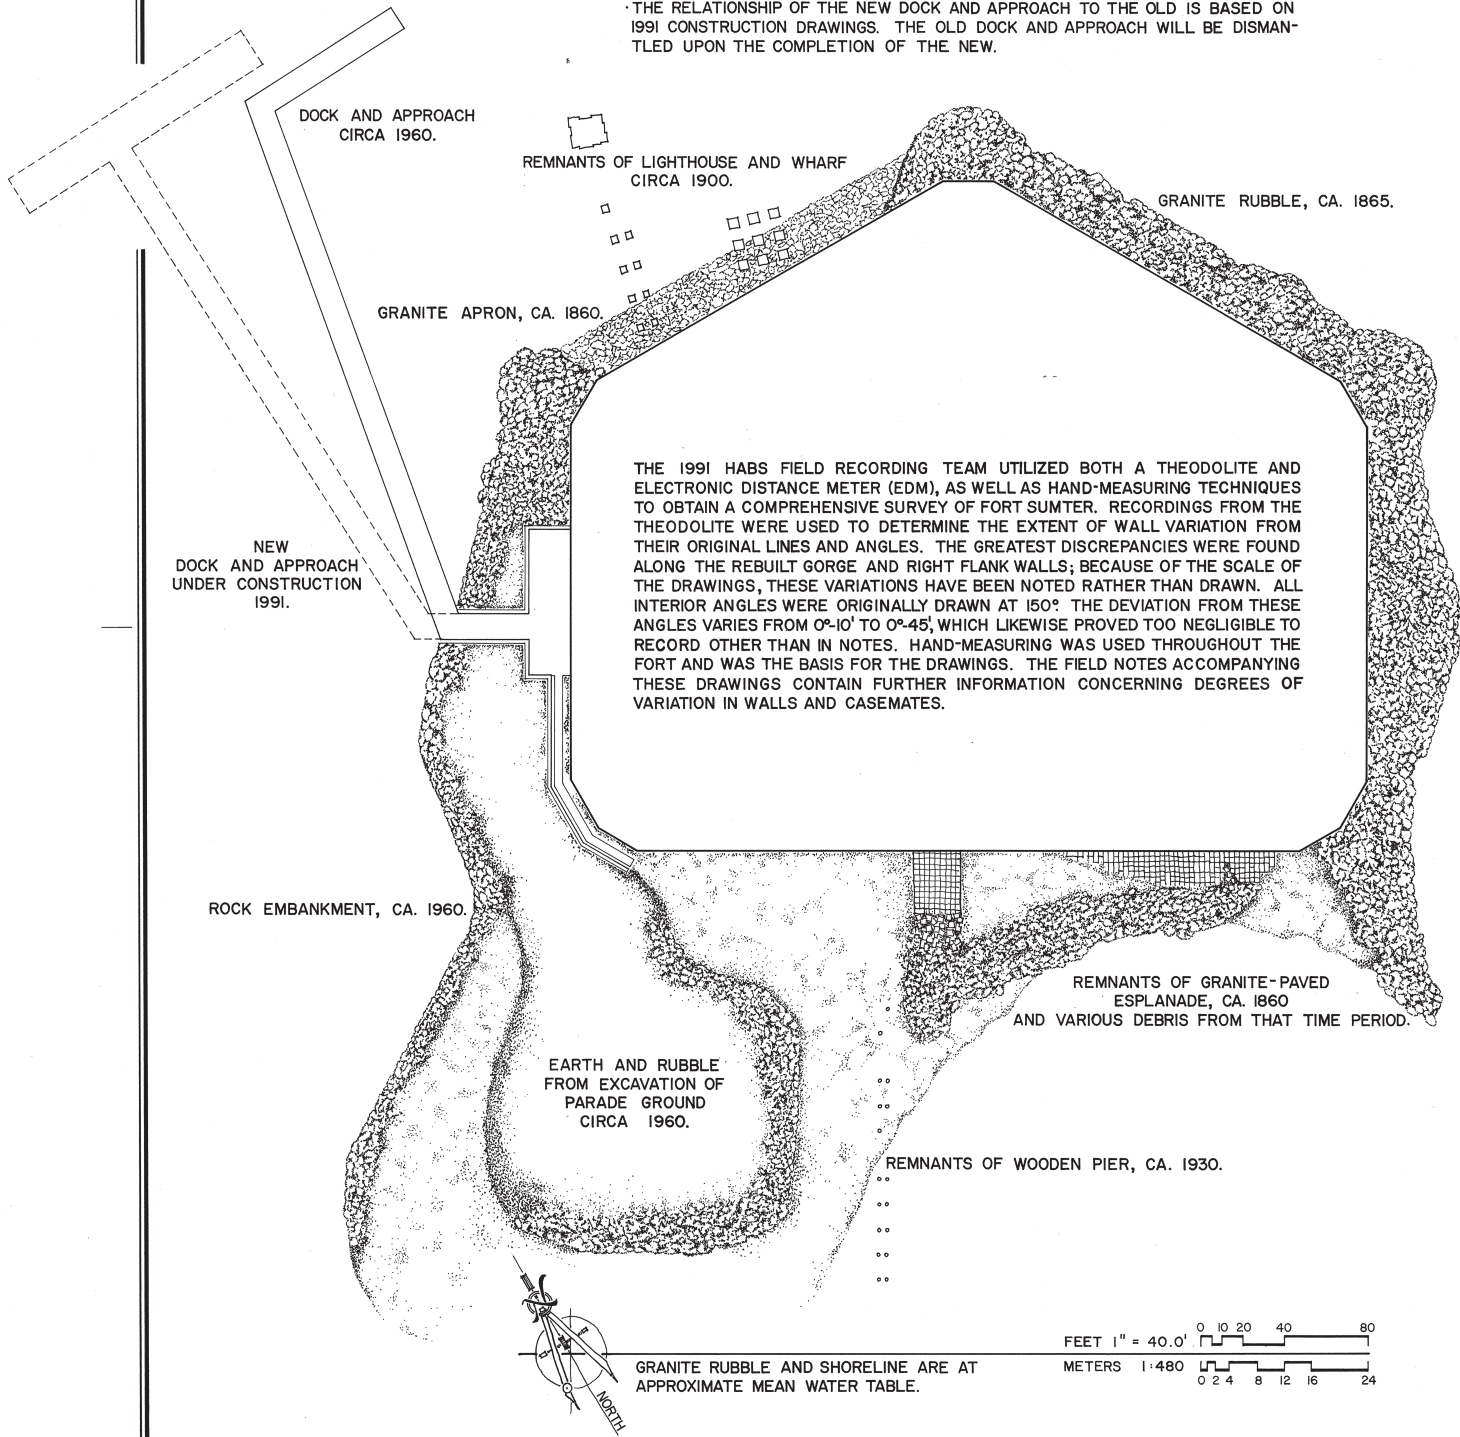 ·THE RELATIONSHIP OF THE NEW DOCK AND APPROACH TO THE OLD IS BASED ON
1991 CONSTRUCTION DRAWINGS. THE OLD DOCK AND APPROACH WILL BE DISMAN-
TLED UPON THE COMPLETION OF THE NEW.
DOCK AND APPROACH
CIRCA 1960.
REMNANTS OF LIGHTHOUSE AND WHARF
CIRCA 1900.
GRANITE RUBBLE, CA. 1865.
GRANITE APRON, CA. 1860.
THE 1991 HABS FIELD RECORDING TEAM UTILIZED BOTH A THEODOLITE AND
ELECTRONIC DISTANCE METER (EDM), AS WELL AS HAND-MEASURING TECHNIQUES
TO OBTAIN A COMPREHENSIVE SURVEY OF FORT SUMTER. RECORDINGS FROM THE
THEODOLITE WERE USED TO DETERMINE THE EXTENT OF WALL VARIATION FROM
THEIR ORIGINAL LINES AND ANGLES. THE GREATEST DISCREPANCIES WERE FOUND
ALONG THE REBUILT GORGE AND RIGHT FLANK WALLS; BECAUSE OF THE SCALE OF
THE DRAWINGS, THESE VARIATIONS HAVE BEEN NOTED RATHER THAN DRAWN. ALL
INTERIOR ANGLES WERE ORIGINALLY DRAWN AT 150°. THE DEVIATION FROM THESE
ANGLES VARIES FROM 0°-10' TO 0°-45', WHICH LIKEWISE PROVED TOO NEGLIGIBLE TO
RECORD OTHER THAN IN NOTES. HAND-MEASURING WAS USED THROUGHOUT THE
FORT AND WAS THE BASIS FOR THE DRAWINGS. THE FIELD NOTES ACCOMPANYING
THESE DRAWINGS CONTAIN FURTHER INFORMATION CONCERNING DEGREES OF
VARIATION IN WALLS AND CASEMATES.
NEW
DOCK AND APPROACH
UNDER CONSTRUCTION
1991.
ROCK EMBANKMENT, CA. 1960.
REMNANTS OF GRANITE-PAVED
ESPLANADE, CA. 1860
AND VARIOUS DEBRIS FROM THAT TIME PERIOD.
EARTH AND RUBBLE
FROM EXCAVATION OF
PARADE GROUND
CIRCA 1960.
REMNANTS OF WOODEN PIER, CA. 1930.
GRANITE RUBBLE AND SHORELINE ARE AT
APPROXIMATE MEAN WATER TABLE.
NORTH
0 10 20 40 80
FEET 1" = 40.0'
METERS 1:480
0 2 4 8 12 16 24